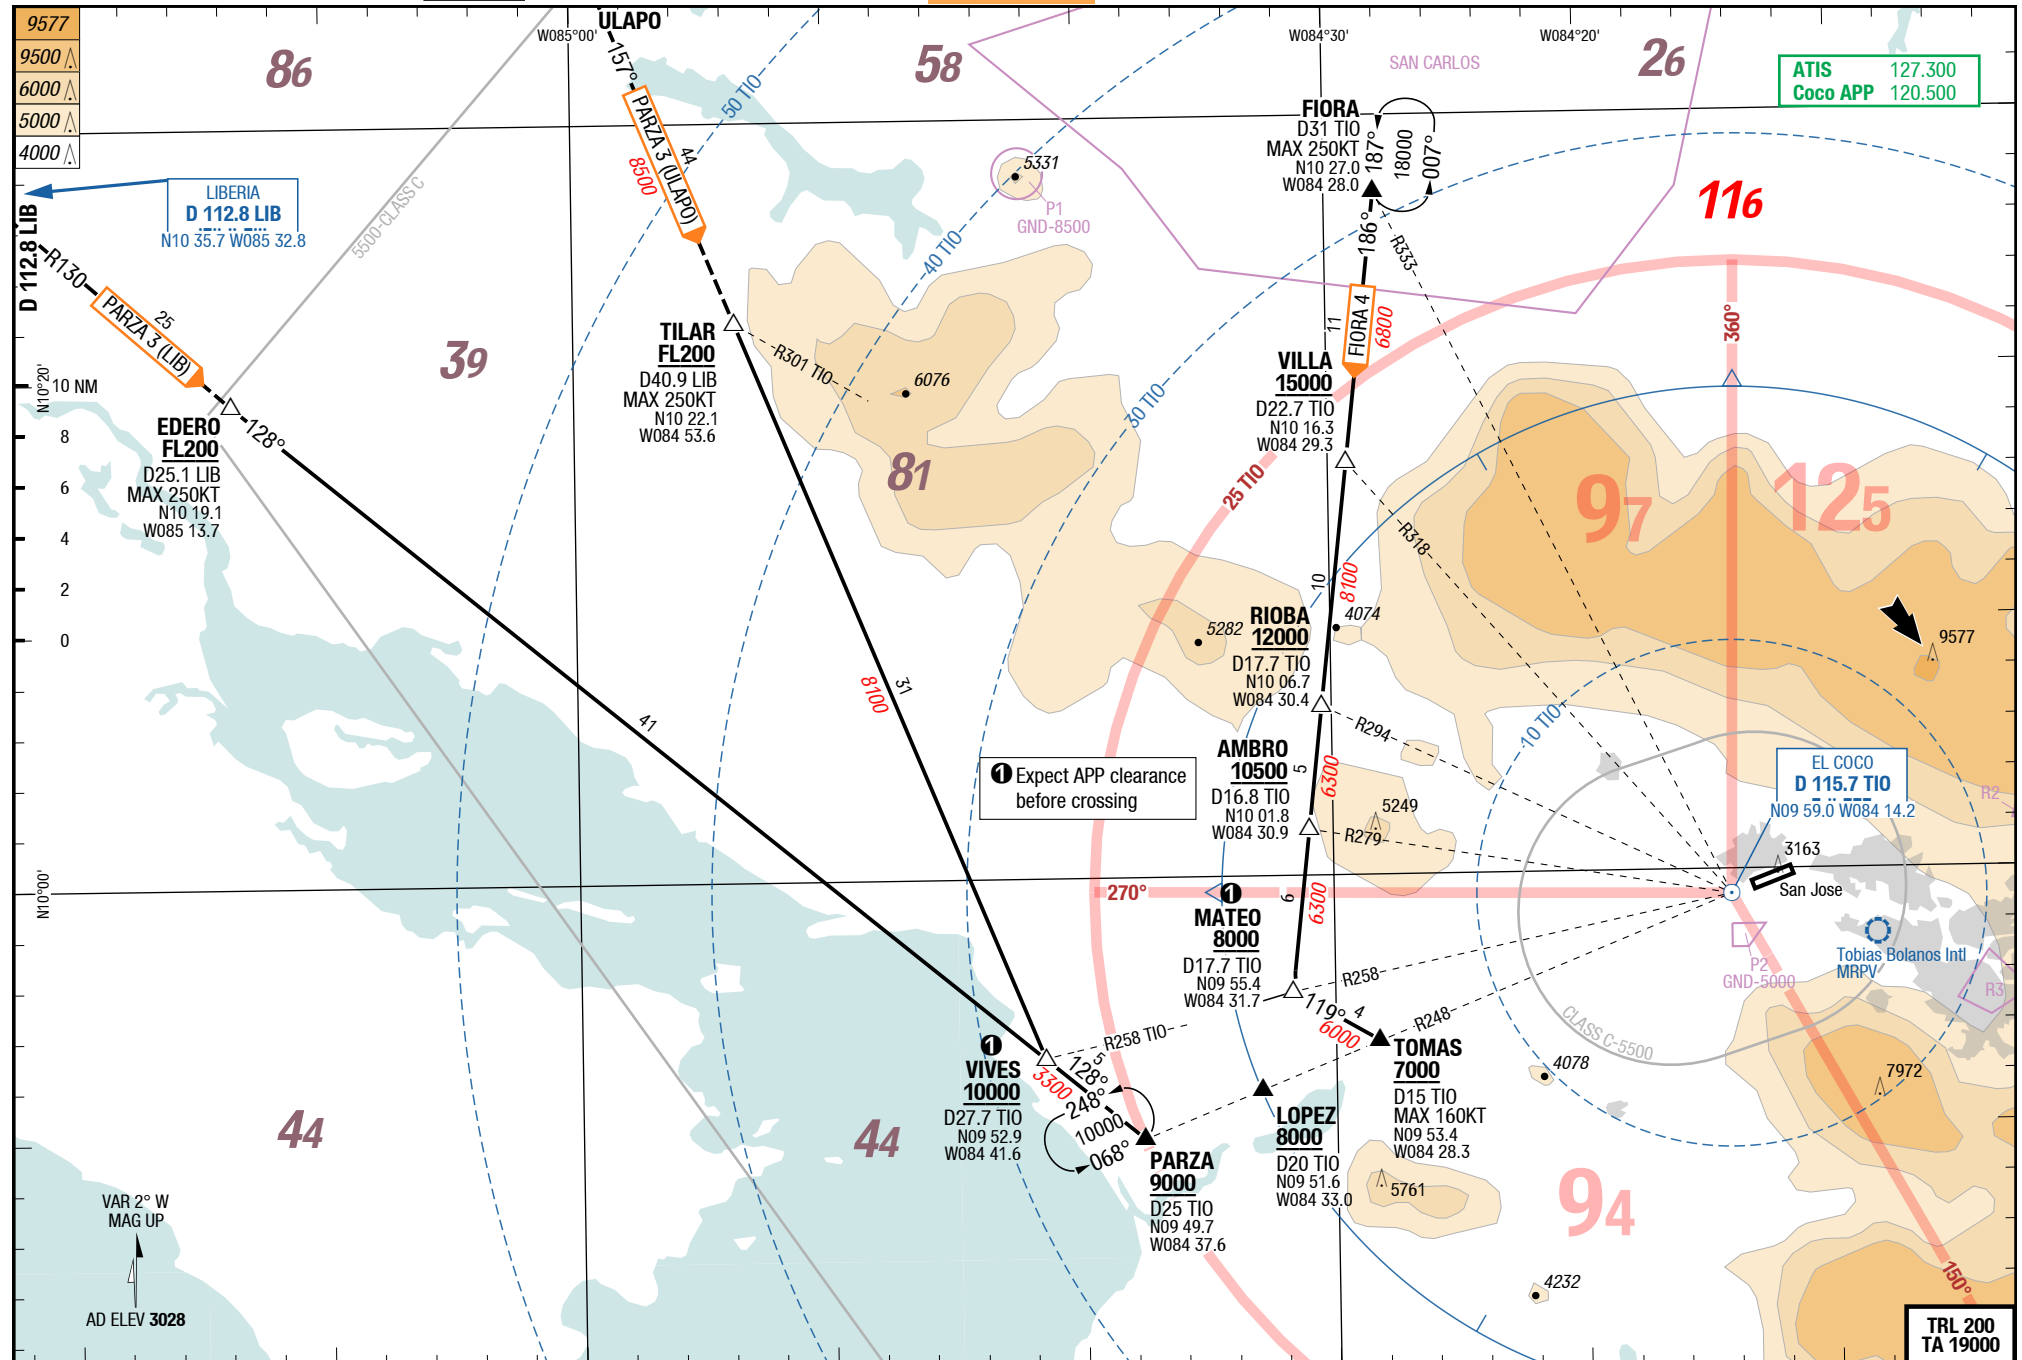 9577
9500
6000
5000
4000
86
ULAPO
W085°00'
58
W084°30'
W084°20'
SAN CARLOS
26
ATIS 127.300
Coco APP 120.500
157°
PARZA 3 (ULAPO)
44
8500
50 TIO
40 TIO
30 TIO
25 TIO
10 TIO
5331
P1
GND-8500
FIORA
D31 TIO
MAX 250KT
N10 27.0
W084 28.0
187°
18000
007°
186°
R333
116
360°
LIBERIA
D 112.8 LIB
N10 35.7 W085 32.8
D 112.8 LIB
R130
PARZA 3 (LIB)
25
5500-CLASS C
39
N10°20'
10 NM
8
6
4
2
0
EDERO
FL200
D25.1 LIB
MAX 250KT
N10 19.1
W085 13.7
128°
TILAR
FL200
D40.9 LIB
MAX 250KT
N10 22.1
W084 53.6
R301 TIO
6076
81
11
FIORA 4
6800
VILLA
15000
D22.7 TIO
N10 16.3
W084 29.3
R318
97
125
10
8100
4074
5282
RIOBA
12000
D17.7 TIO
N10 06.7
W084 30.4
R294
9577
31
8100
41
1 Expect APP clearance
before crossing
AMBRO
10500
D16.8 TIO
N10 01.8
W084 30.9
5
6300
5249
R279
EL COCO
D 115.7 TIO
N09 59.0 W084 14.2
R2
3163
San Jose
N10°00'
270°
1
MATEO
8000
D17.7 TIO
N09 55.4
W084 31.7
6
6300
R258
119°
4
6000
R248
P2
GND-5000
Tobias Bolanos Intl
MRPV
R3
CLASS C-5500
TOMAS
7000
D15 TIO
MAX 160KT
N09 53.4
W084 28.3
4078
7972
1
VIVES
10000
D27.7 TIO
N09 52.9
W084 41.6
R258 TIO
5
128°
3300
248°
10000
068°
PARZA
9000
D25 TIO
N09 49.7
W084 37.6
LOPEZ
8000
D20 TIO
N09 51.6
W084 33.0
5761
94
44
44
4232
150°
VAR 2° W
MAG UP
AD ELEV 3028
TRL 200
TA 19000